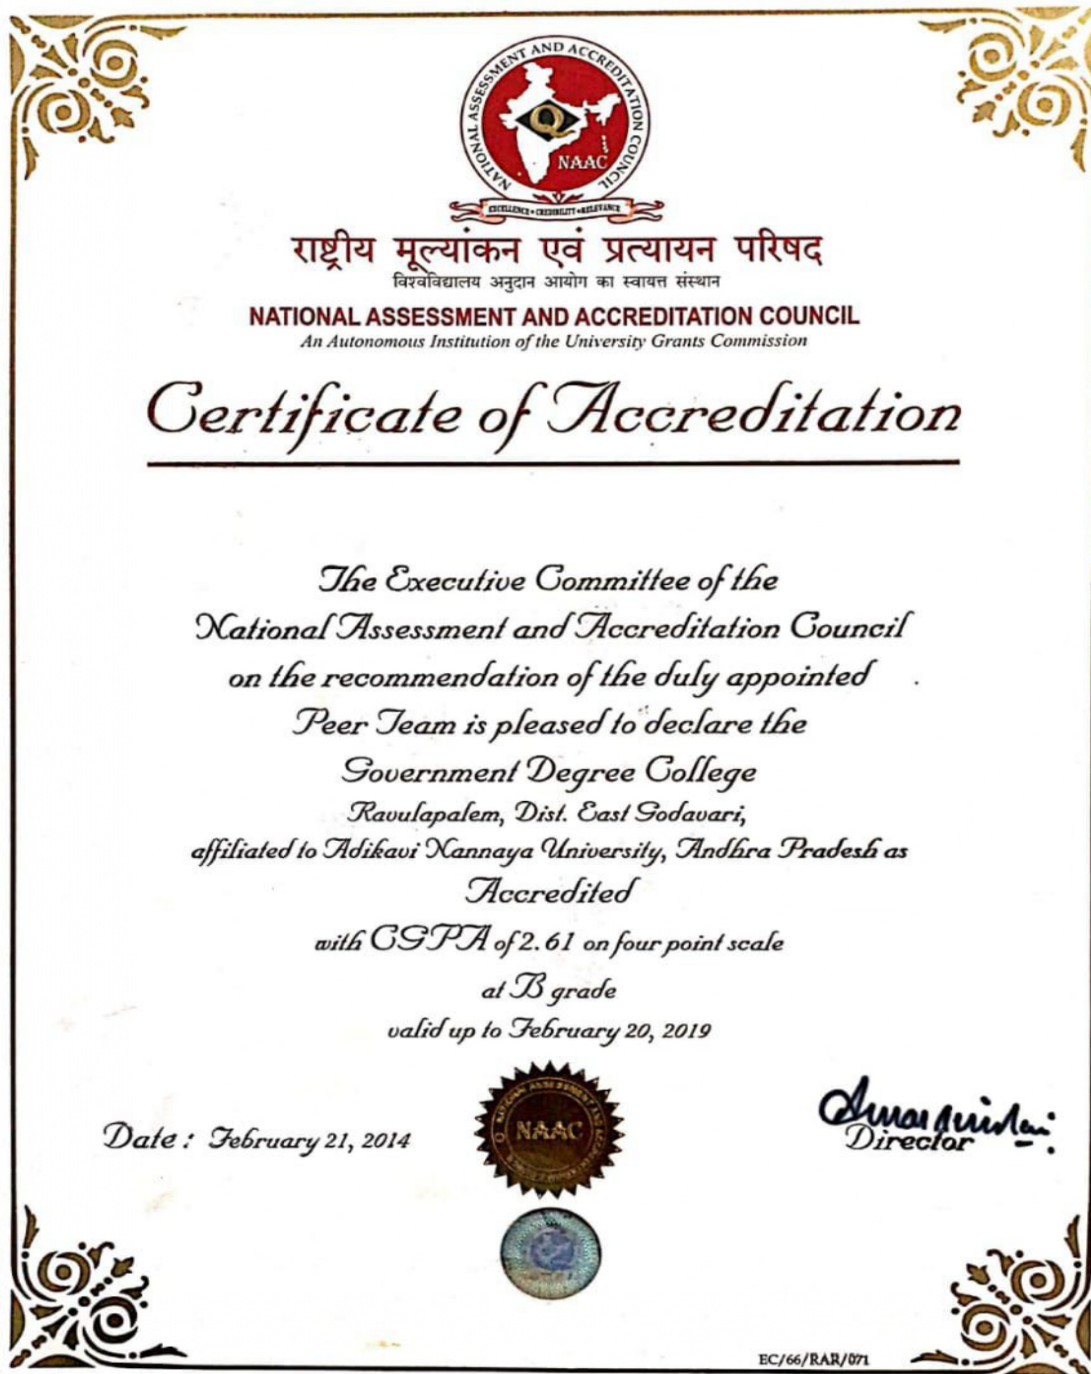 NATIONAL ASSESSMENT AND ACCREDITATION COUNCIL
NAAC
EXCELLENCE • CREDIBILITY • RELEVANCE
राष्ट्रीय मूल्यांकन एवं प्रत्यायन परिषद
विश्वविद्यालय अनुदान आयोग का स्वायत्त संस्थान
NATIONAL ASSESSMENT AND ACCREDITATION COUNCIL
An Autonomous Institution of the University Grants Commission
Certificate of Accreditation
The Executive Committee of the
National Assessment and Accreditation Council
on the recommendation of the duly appointed
Peer Team is pleased to declare the
Government Degree College
Ravulapalem, Dist. East Godavari,
affiliated to Adikavi Nannaya University, Andhra Pradesh as
Accredited
with CGPA of 2.61 on four point scale
at B grade
valid up to February 20, 2019
NAAC
Date : February 21, 2014
Director
EC/66/RAR/071